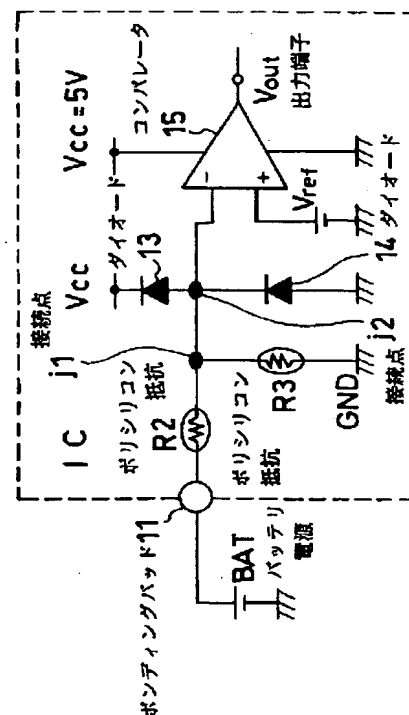 IC
接続点
j1
Vcc
ダイオード
13
Vcc=5V
コンパレータ
15
Vout
出力端子
ポリシリコン
抵抗
R2
ボンディングパッド11
BAT
バッテリ
電源
ポリシリコン
抵抗
R3
GND
j2
接続点
14
ダイオード
Vref
-
+